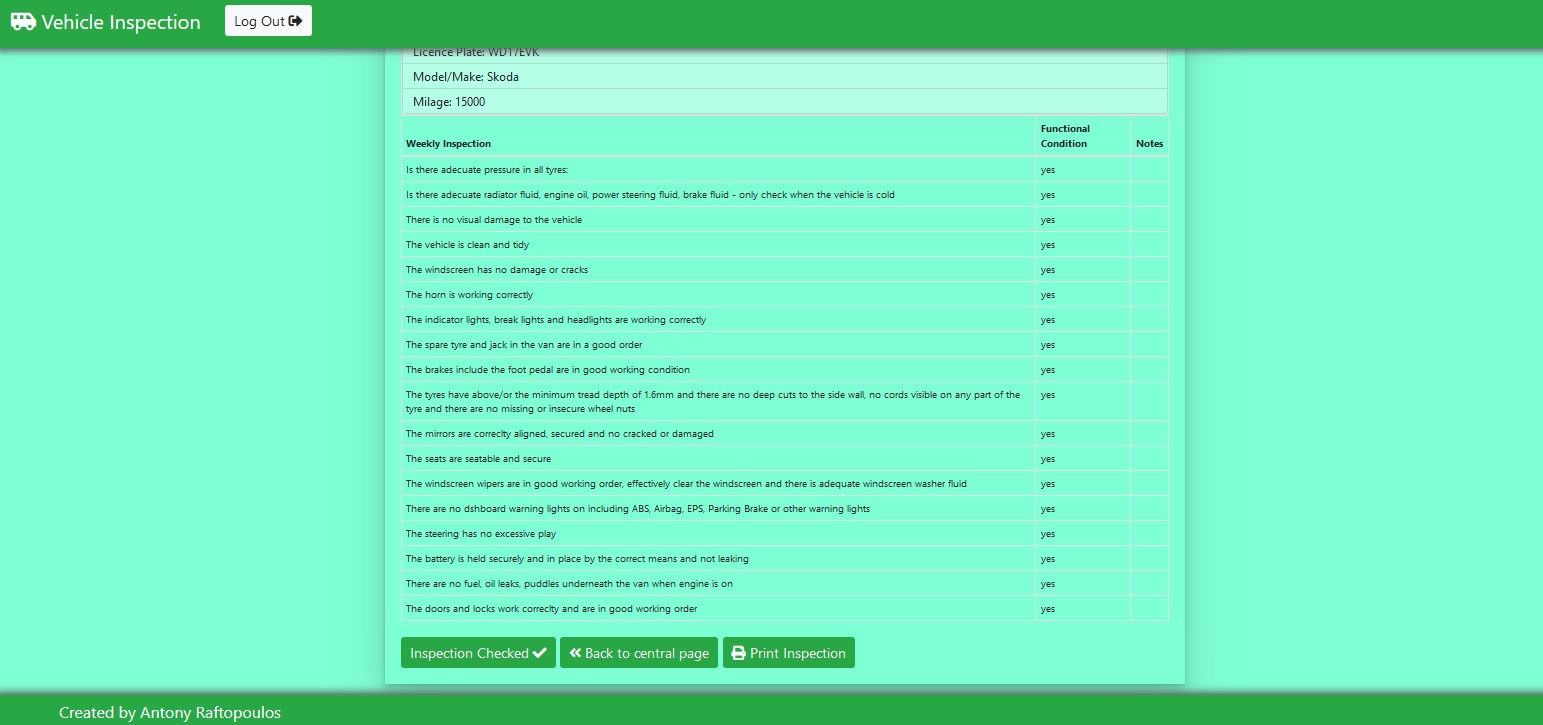 Vehicle Inspection Log Out
Licence Plate: WD17EVK
Model/Make: Skoda
Milage: 15000
Weekly Inspection Functional Condition Notes
Is there adecuate pressure in all tyres: yes
Is there adecuate radiator fluid, engine oil, power steering fluid, brake fluid - only check when the vehicle is cold yes
There is no visual damage to the vehicle yes
The vehicle is clean and tidy yes
The windscreen has no damage or cracks yes
The horn is working correctly yes
The indicator lights, break lights and headlights are working correctly yes
The spare tyre and jack in the van are in a good order yes
The brakes include the foot pedal are in good working condition yes
The tyres have above/or the minimum tread depth of 1.6mm and there are no deep cuts to the side wall, no cords visible on any part of the yes
tyre and there are no missing or insecure wheel nuts
The mirrors are correclty aligned, secured and no cracked or damaged yes
The seats are seatable and secure yes
The windscreen wipers are in good working order, effectively clear the windscreen and there is adequate windscreen washer fluid yes
There are no dshboard warning lights on including ABS, Airbag, EPS, Parking Brake or other warning lights yes
The steering has no excessive play yes
The battery is held securely and in place by the correct means and not leaking yes
There are no fuel, oil leaks, puddles underneath the van when engine is on yes
The doors and locks work correclty and are in good working order yes
Inspection Checked Back to central page Print Inspection
Created by Antony Raftopoulos